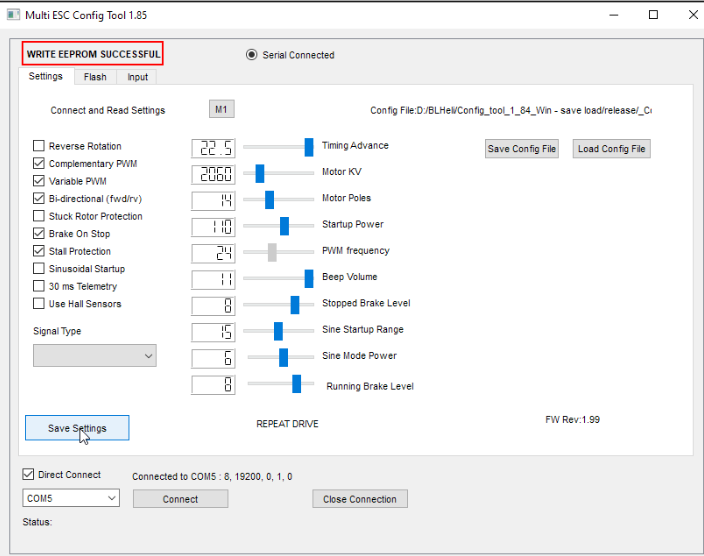 Multi ESC Config Tool 1.85
WRITE EEPROM SUCCESSFUL
Serial Connected
Settings Flash Input
Connect and Read Settings M1 Config File:D:/BLHeli/Config_tool_1_84_Win - save load/release/_Co
Reverse Rotation 22.5 Timing Advance Save Config File Load Config File
Complementary PWM 2060 Motor KV
Variable PWM
Bi-directional (fwd/rv) 14 Motor Poles
Stuck Rotor Protection 110 Startup Power
Brake On Stop
Stall Protection 24 PWM frequency
Sinusoidal Startup
30 ms Telemetry 11 Beep Volume
Use Hall Sensors 8 Stopped Brake Level
Signal Type 15 Sine Startup Range
6 Sine Mode Power
8 Running Brake Level
Save Settings REPEAT DRIVE FW Rev:1.99
Direct Connect Connected to COM5 : 8, 19200, 0, 1, 0
COM5 Connect Close Connection
Status: